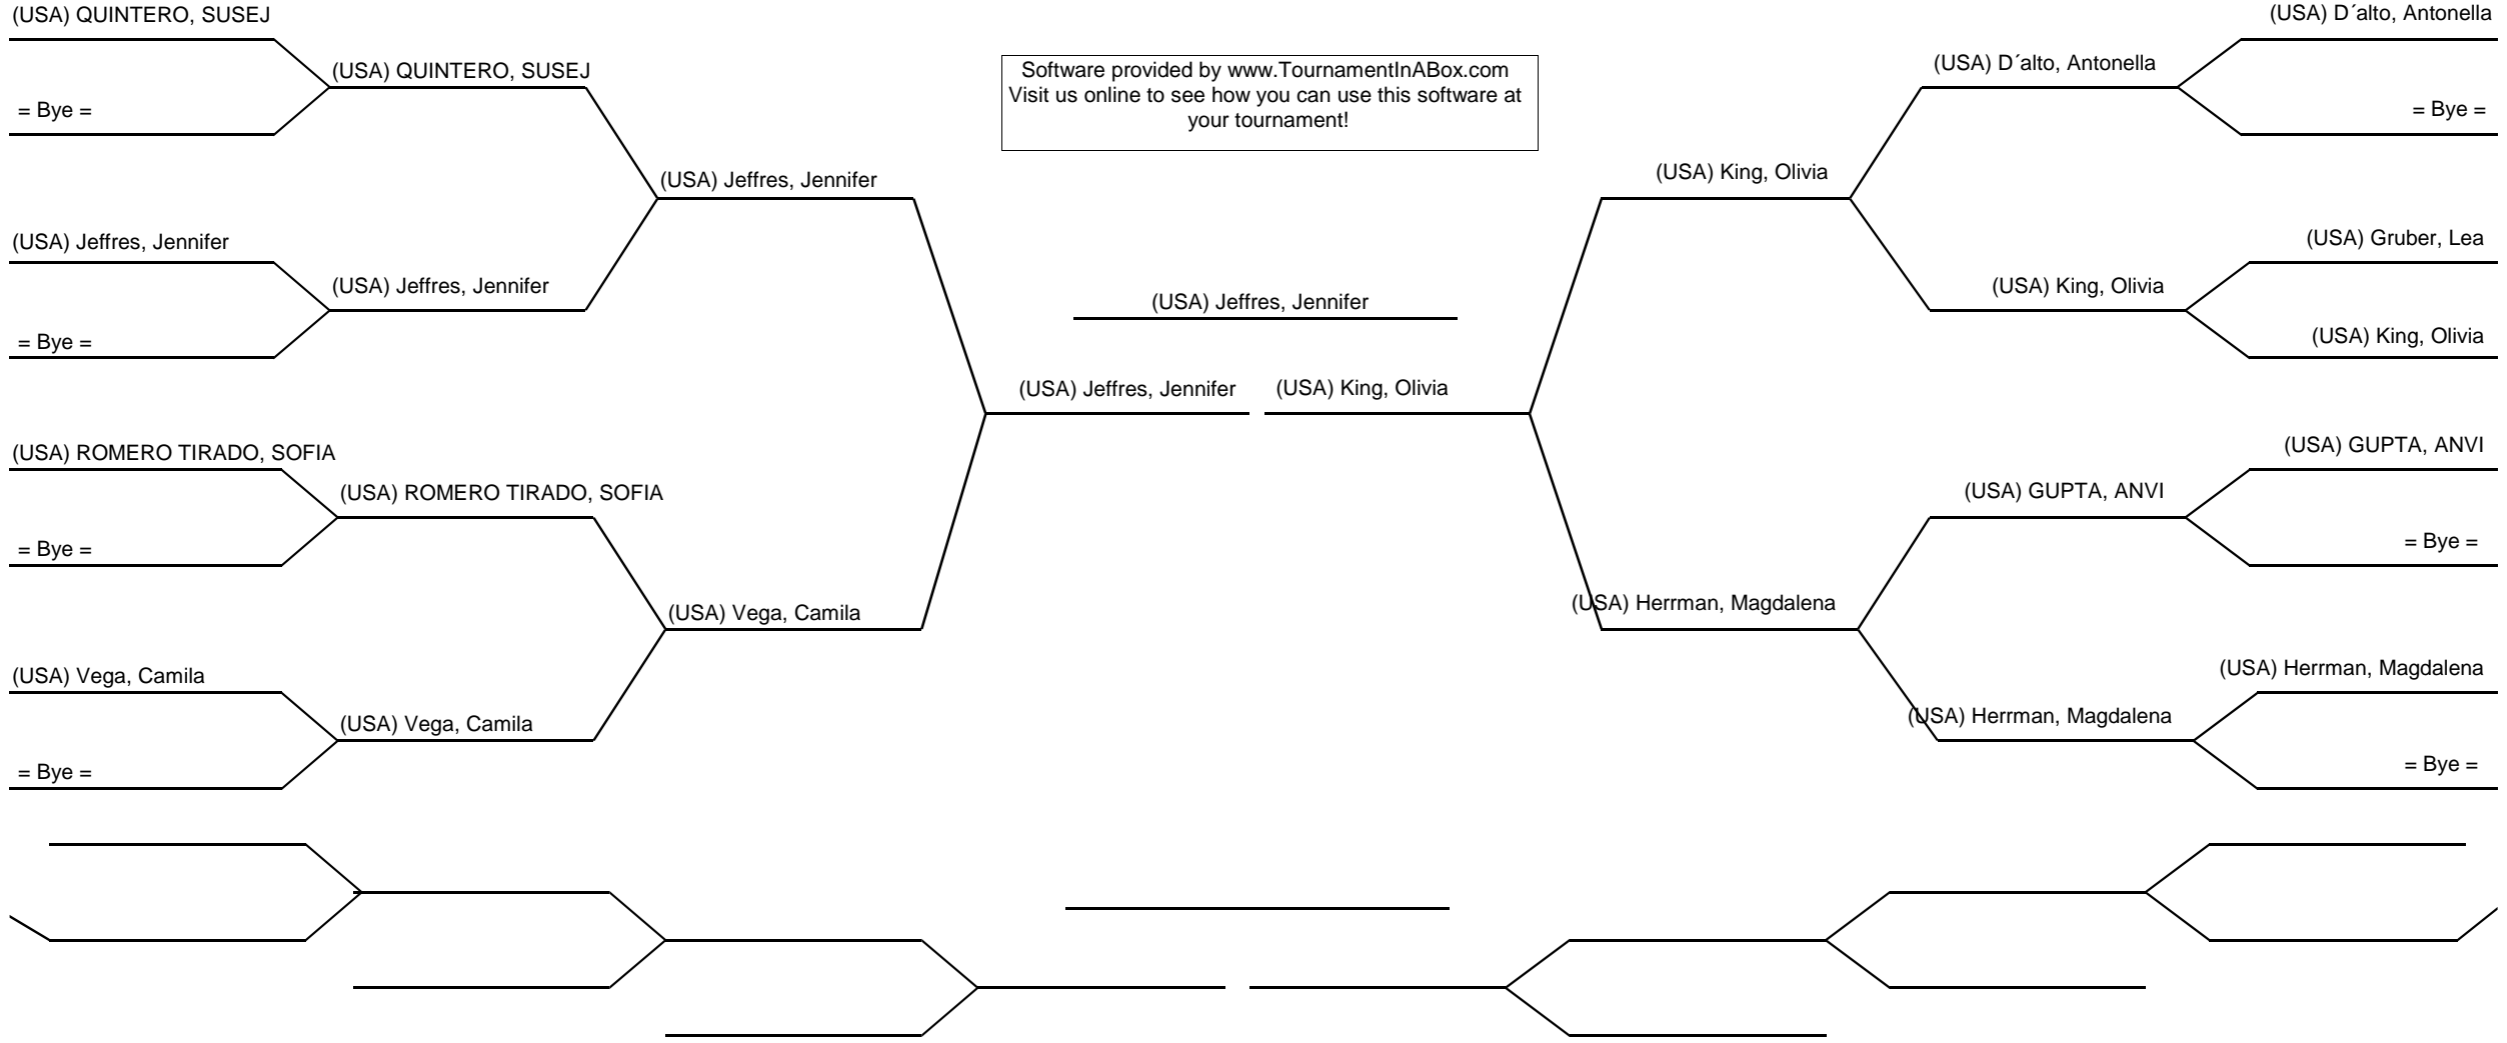 (USA) QUINTERO, SUSEJ
= Bye =
(USA) Jeffres, Jennifer
= Bye =
(USA) ROMERO TIRADO, SOFIA
= Bye =
(USA) Vega, Camila
= Bye =
(USA) QUINTERO, SUSEJ
(USA) Jeffres, Jennifer
(USA) ROMERO TIRADO, SOFIA
(USA) Vega, Camila
(USA) Jeffres, Jennifer
(USA) Vega, Camila
Software provided by www.TournamentInABox.com
Visit us online to see how you can use this software at
your tournament!
(USA) Jeffres, Jennifer
(USA) Jeffres, Jennifer
(USA) King, Olivia
(USA) King, Olivia
(USA) Herrman, Magdalena
(USA) D´alto, Antonella
(USA) King, Olivia
(USA) GUPTA, ANVI
(USA) Herrman, Magdalena
(USA) D´alto, Antonella
= Bye =
(USA) Gruber, Lea
(USA) King, Olivia
(USA) GUPTA, ANVI
= Bye =
(USA) Herrman, Magdalena
= Bye =